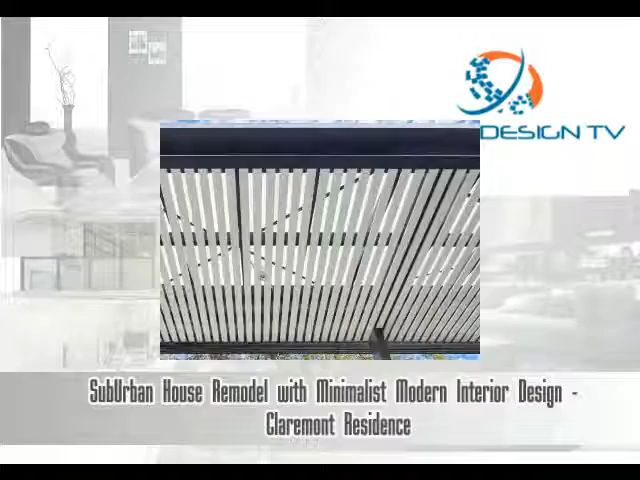 DESIGN TV
SubUrban House Remodel with Minimalist Modern Interior Design -
Claremont Residence